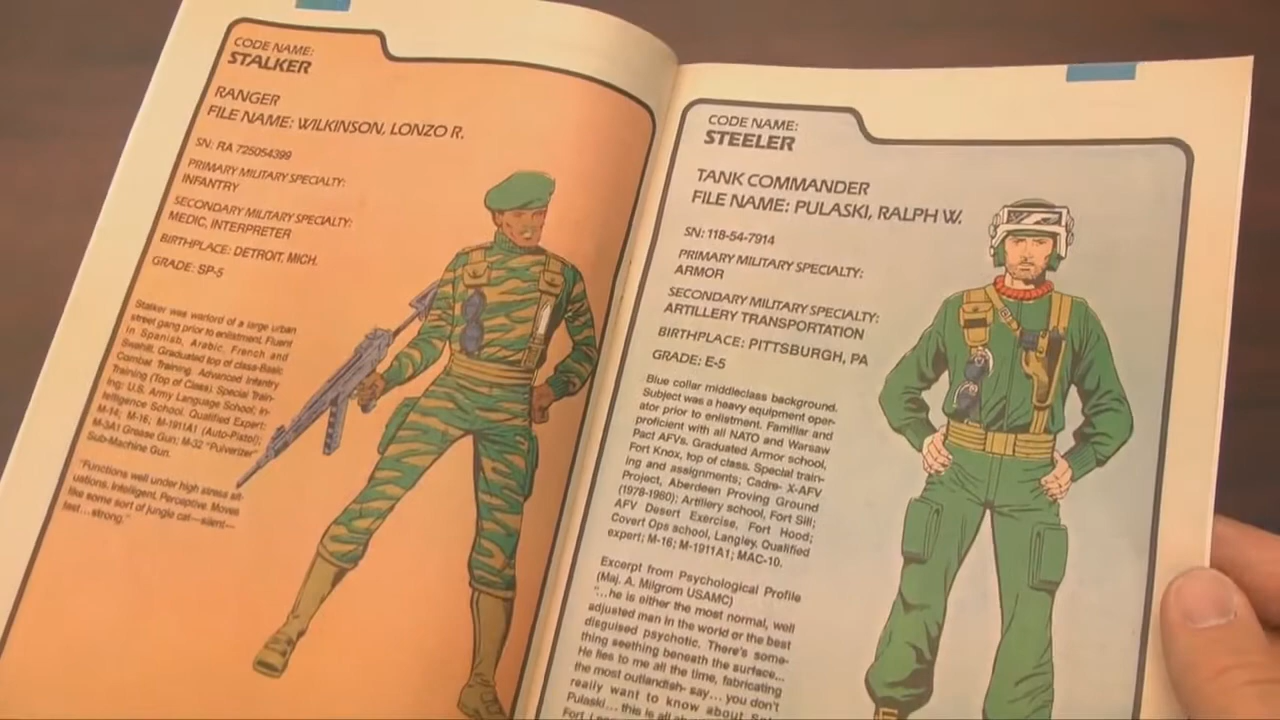 CODE NAME:
STALKER
RANGER
FILE NAME: WILKINSON, LONZO R.
SN: RA 725054399
PRIMARY MILITARY SPECIALTY:
INFANTRY
SECONDARY MILITARY SPECIALTY:
MEDIC, INTERPRETER
BIRTHPLACE: DETROIT, MICH.
GRADE: SP-5
Stalker was warlord of a large urban
street gang prior to enlistment. Fluent
in Spanish, Arabic, French and
Swahili. Graduated top of class-Basic
Combat Training. Advanced Infantry
Training (Top of Class). Special Train-
ing: U.S. Army Language School; In-
telligence School. Qualified Expert:
M-14; M-16; M-1911A1 (Auto-Pistol);
M-3A1 Grease Gun; M-32 "Pulverizer"
Sub-Machine Gun.
"Functions well under high stress sit-
uations. Intelligent. Perceptive. Moves
like some sort of jungle cat—silent—
fast...strong."
CODE NAME:
STEELER
TANK COMMANDER
FILE NAME: PULASKI, RALPH W.
SN: 118-54-7914
PRIMARY MILITARY SPECIALTY:
ARMOR
SECONDARY MILITARY SPECIALTY:
ARTILLERY TRANSPORTATION
BIRTHPLACE: PITTSBURGH, PA
GRADE: E-5
Blue collar middleclass background.
Subject was a heavy equipment oper-
ator prior to enlistment. Familiar and
proficient with all NATO and Warsaw
Pact AFVs. Graduated Armor school,
Fort Knox, top of class. Special train-
ing and assignments; Cadre- X-AFV
Project, Aberdeen Proving Ground
(1978-1980); Artillery school, Fort Sill;
AFV Desert Exercise, Fort Hood;
Covert Ops school, Langley. Qualified
expert; M-16; M-1911A1; MAC-10.
Excerpt from Psychological Profile
(Maj. A. Milgrom USAMC)
"...he is either the most normal, well
adjusted man in the world or the best
disguised psychotic. There's some-
thing seething beneath the surface...
He lies to me all the time, fabricating
the most outlandish- say... you don't
really want to know about
Pulaski... this is all
Fort